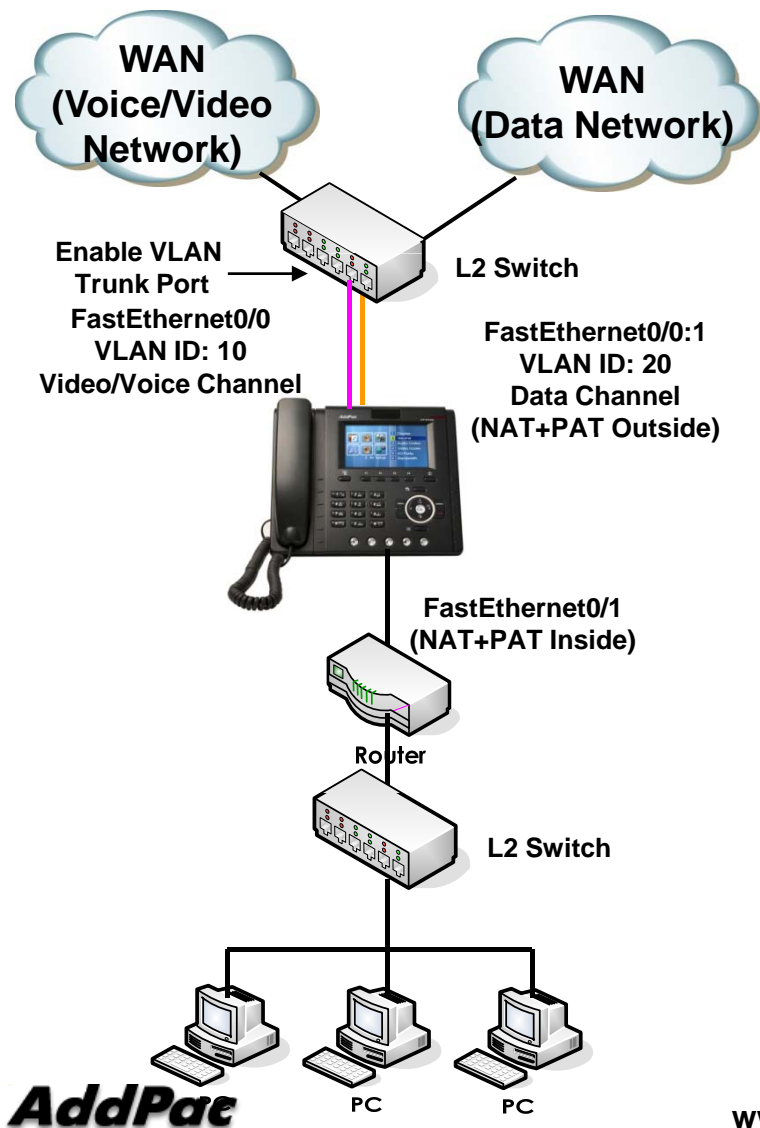 WAN
(Voice/Video
Network)
WAN
(Data Network)
Enable VLAN
Trunk Port
L2 Switch
FastEthernet0/0
VLAN ID: 10
Video/Voice Channel
FastEthernet0/0:1
VLAN ID: 20
Data Channel
(NAT+PAT Outside)
AddPac
FastEthernet0/1
(NAT+PAT Inside)
Router
L2 Switch
PC
PC
PC
AddPac